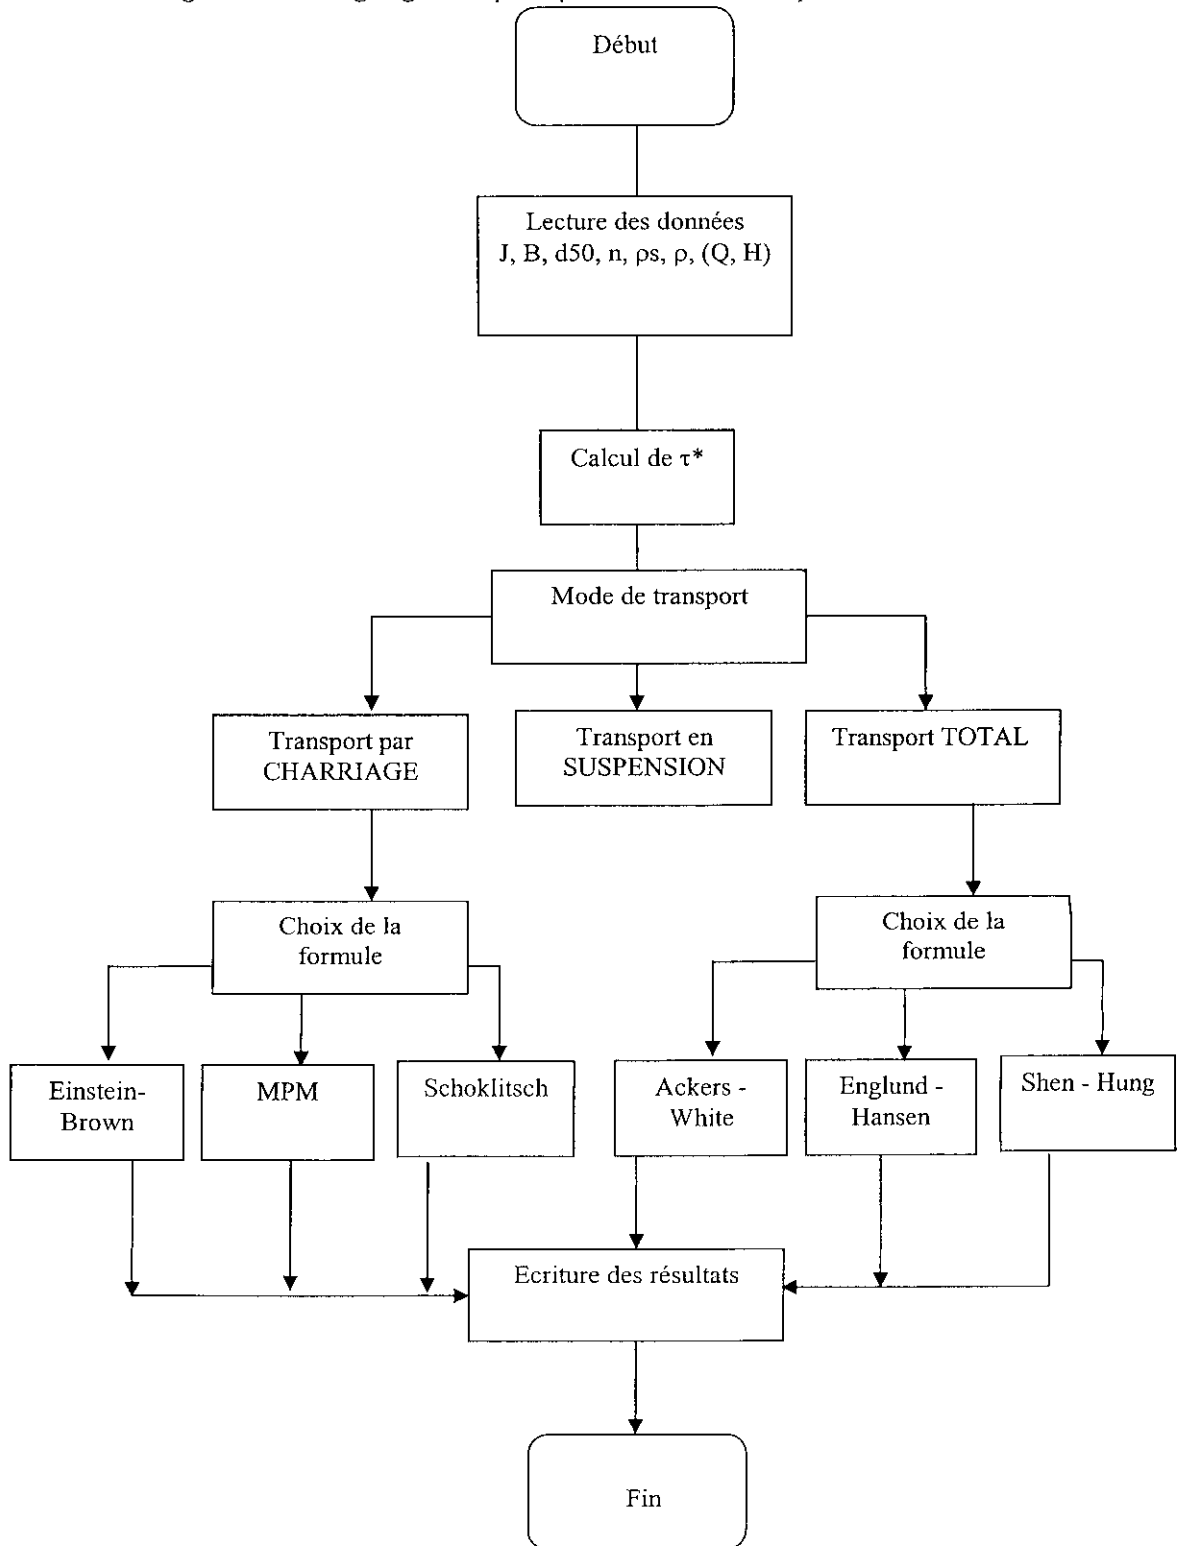 Début
Lecture des données
J, B, d50, n, ρs, ρ, (Q, H)
Calcul de τ*
Mode de transport
Transport par
CHARRIAGE
Transport en
SUSPENSION
Transport TOTAL
Choix de la
formule
Choix de la
formule
Einstein-
Brown
MPM
Schoklitsch
Ackers -
White
Englund -
Hansen
Shen - Hung
Ecriture des résultats
Fin